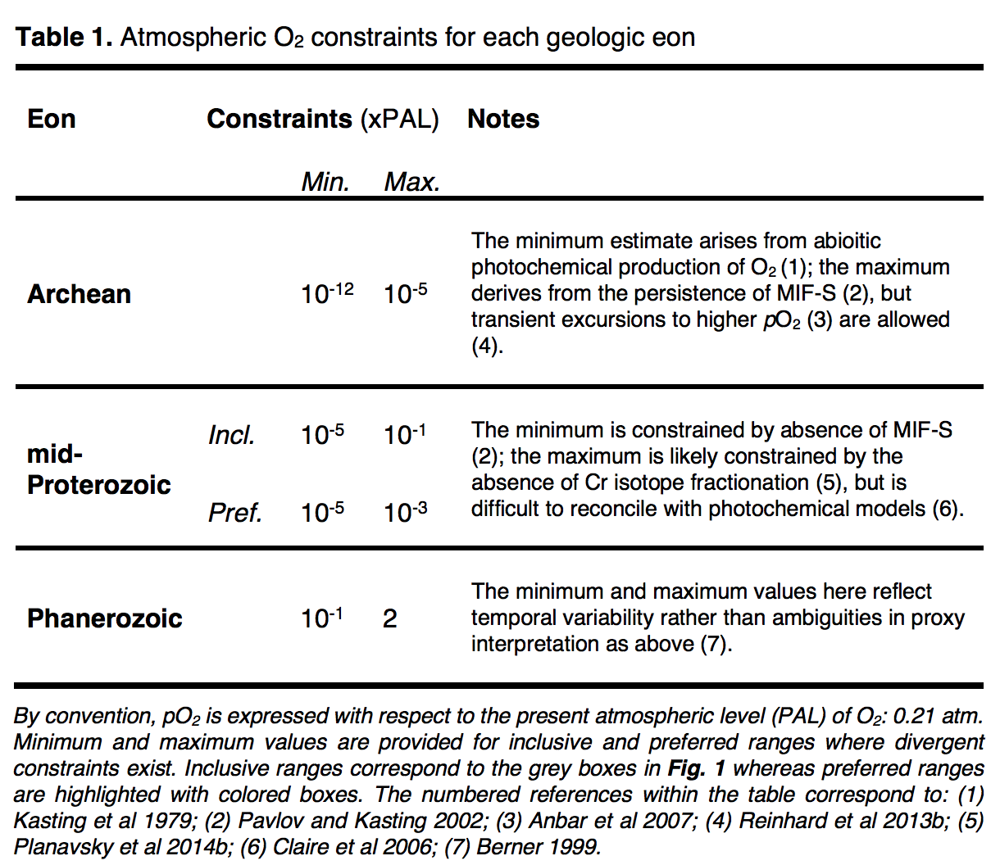 Table 1. Atmospheric O₂ constraints for each geologic eon
Eon Constraints (xPAL) Notes
Min. Max.
The minimum estimate arises from abioitic
photochemical production of O₂ (1); the maximum
Archean 10⁻¹² 10⁻⁵ derives from the persistence of MIF-S (2), but
transient excursions to higher pO₂ (3) are allowed
(4).
mid-
Proterozoic
Incl. 10⁻⁵ 10⁻¹
Pref. 10⁻⁵ 10⁻³
The minimum is constrained by absence of MIF-S
(2); the maximum is likely constrained by the
absence of Cr isotope fractionation (5), but is
difficult to reconcile with photochemical models (6).
Phanerozoic 10⁻¹ 2
The minimum and maximum values here reflect
temporal variability rather than ambiguities in proxy
interpretation as above (7).
By convention, pO₂ is expressed with respect to the present atmospheric level (PAL) of O₂: 0.21 atm.
Minimum and maximum values are provided for inclusive and preferred ranges where divergent
constraints exist. Inclusive ranges correspond to the grey boxes in Fig. 1 whereas preferred ranges
are highlighted with colored boxes. The numbered references within the table correspond to: (1)
Kasting et al 1979; (2) Pavlov and Kasting 2002; (3) Anbar et al 2007; (4) Reinhard et al 2013b; (5)
Planavsky et al 2014b; (6) Claire et al 2006; (7) Berner 1999.